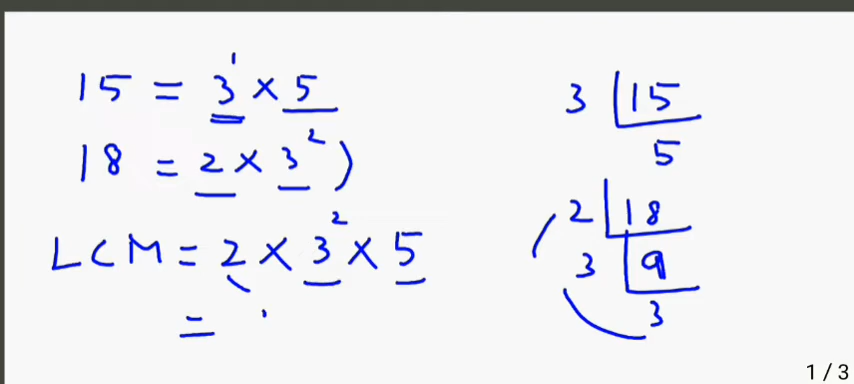 15 = 3¹ × 5
18 = 2 × 3² )
LCM = 2 × 3² × 5
=
3 15
5
2 18
3 9
3
1 / 3